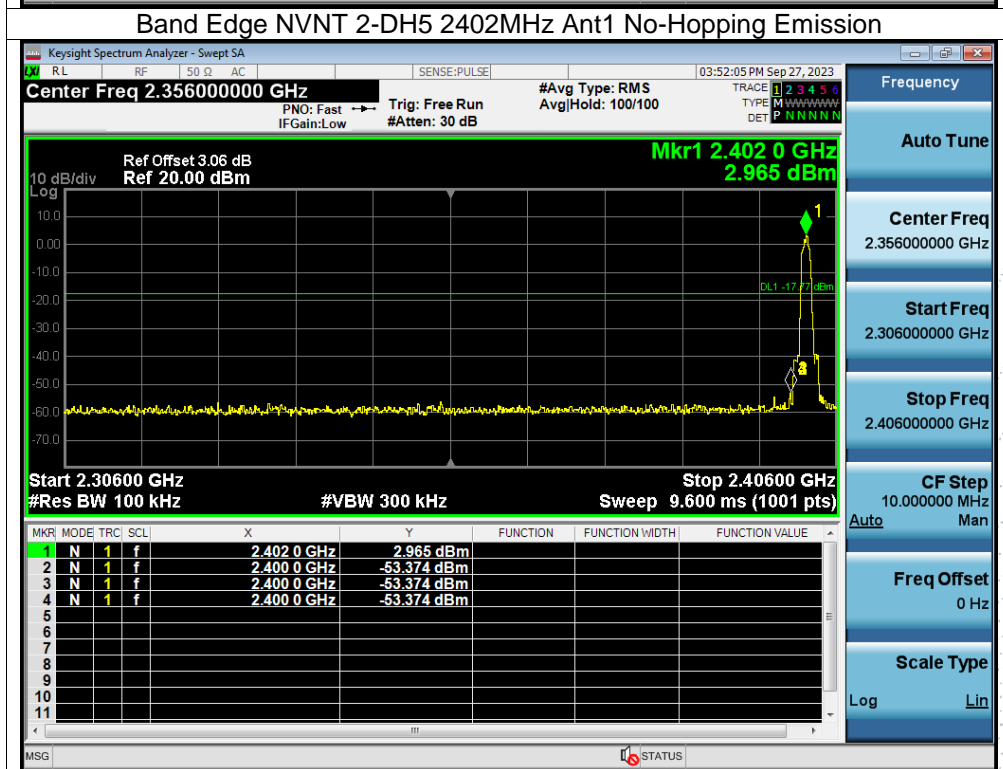 Band Edge NVNT 2-DH5 2402MHz Ant1 No-Hopping Emission
Keysight Spectrum Analyzer - Swept SA
LXI RL RF 50 Ω AC SENSE:PULSE 03:52:05 PM Sep 27, 2023
Center Freq 2.356000000 GHz
PNO: Fast
IFGain:Low
Trig: Free Run
#Atten: 30 dB
#Avg Type: RMS
Avg|Hold: 100/100
TRACE 1 2 3 4 5 6
TYPE M WWWWW
DET P N N N N N
Frequency
Auto Tune
Center Freq
2.356000000 GHz
Start Freq
2.306000000 GHz
Stop Freq
2.406000000 GHz
CF Step
10.000000 MHz
Auto Man
Freq Offset
0 Hz
Scale Type
Log Lin
Mkr1 2.402 0 GHz
2.965 dBm
Ref Offset 3.06 dB
10 dB/div Ref 20.00 dBm
Log
10.0
0.00
-10.0
-20.0
-30.0
-40.0
-50.0
-60.0
-70.0
1
DL1 -17.77 dBm
Start 2.30600 GHz Stop 2.40600 GHz
#Res BW 100 kHz #VBW 300 kHz Sweep 9.600 ms (1001 pts)
MKR MODE TRC SCL X Y FUNCTION FUNCTION WIDTH FUNCTION VALUE
1 N 1 f 2.402 0 GHz 2.965 dBm
2 N 1 f 2.400 0 GHz -53.374 dBm
3 N 1 f 2.400 0 GHz -53.374 dBm
4 N 1 f 2.400 0 GHz -53.374 dBm
5
6
7
8
9
10
11
MSG STATUS